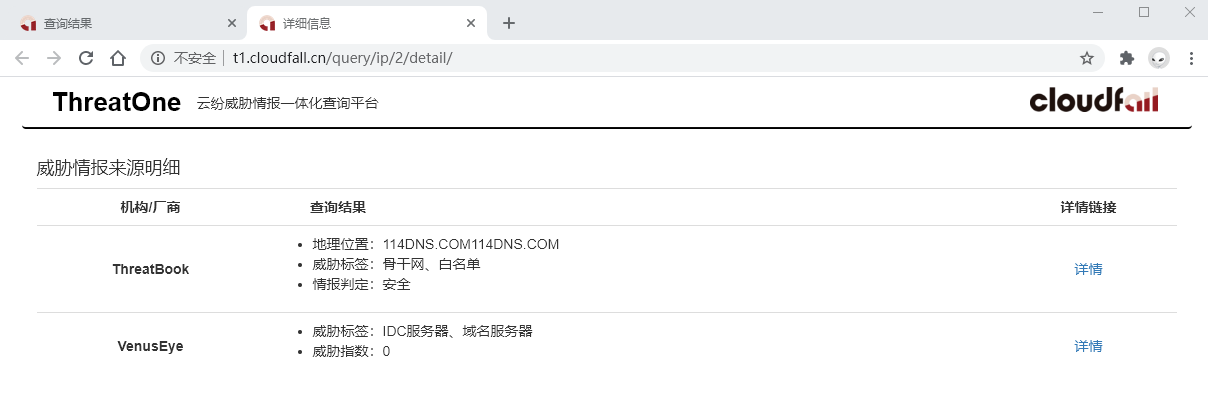 查询结果
详细信息
不安全 t1.cloudfall.cn/query/ip/2/detail/
ThreatOne 云纷威胁情报一体化查询平台 cloudfall
威胁情报来源明细
机构/厂商 查询结果 详情链接
地理位置：114DNS.COM114DNS.COM
威胁标签：骨干网、白名单
情报判定：安全
ThreatBook
详情
威胁标签：IDC服务器、域名服务器
威胁指数：0
VenusEye
详情